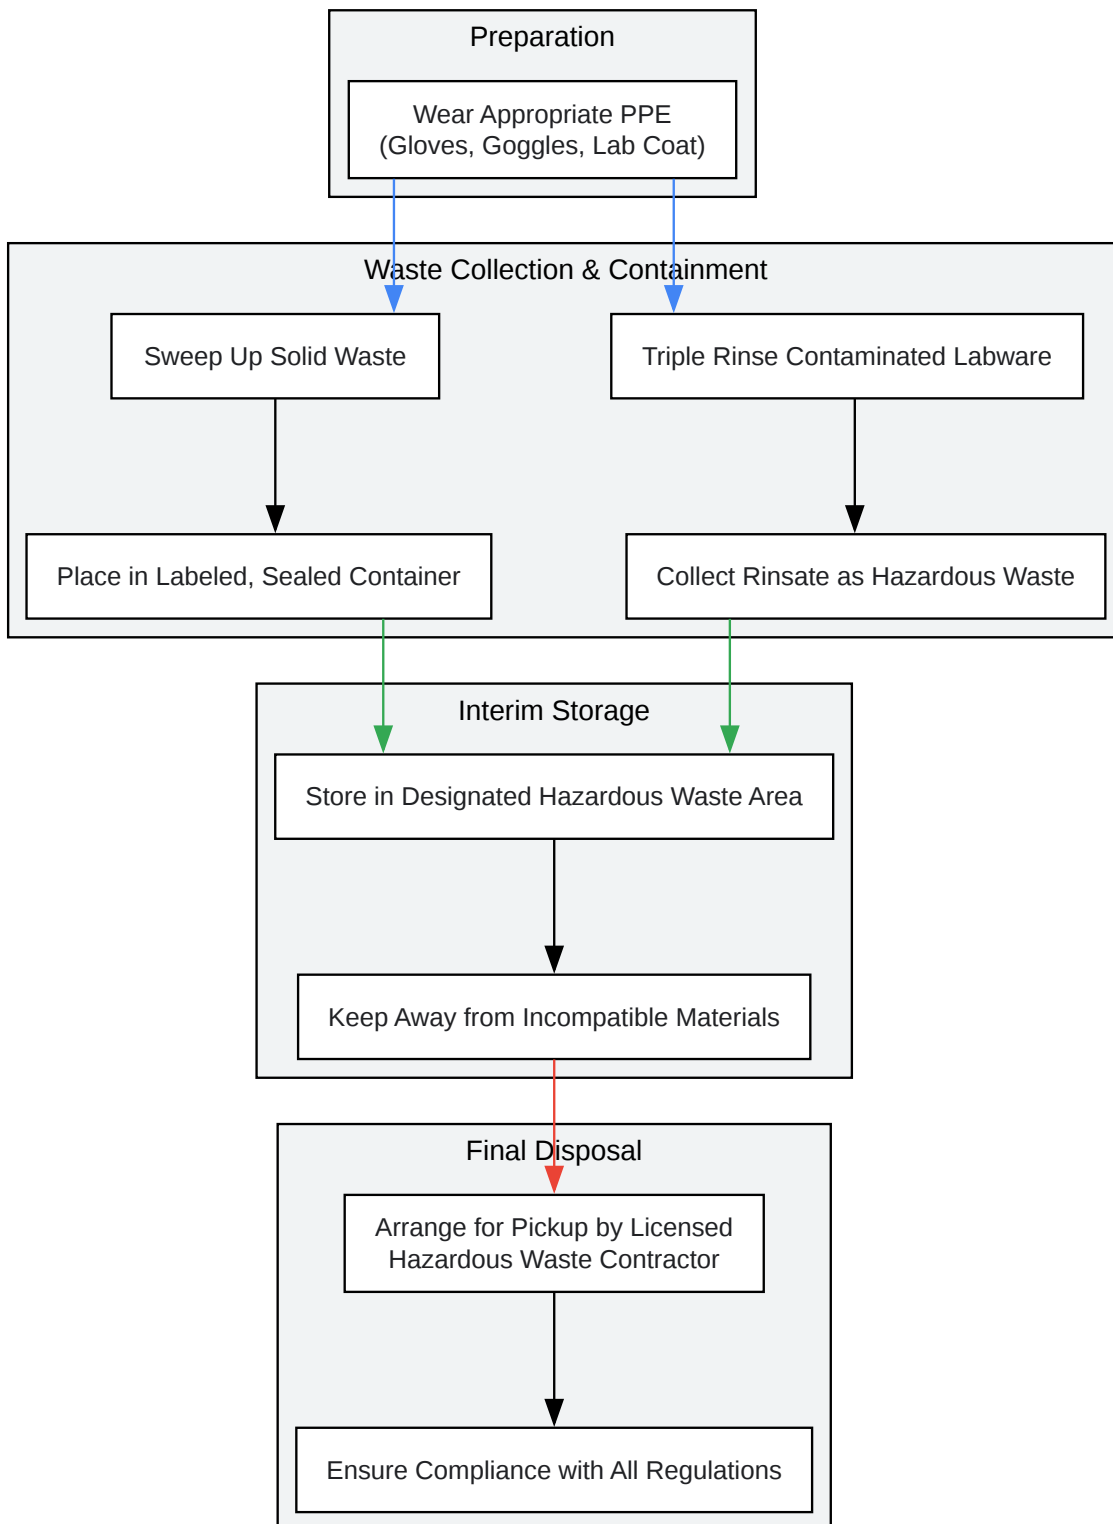 Preparation
Wear Appropriate PPE
(Gloves, Goggles, Lab Coat)
Waste Collection & Containment
Sweep Up Solid Waste
Triple Rinse Contaminated Labware
Place in Labeled, Sealed Container
Collect Rinsate as Hazardous Waste
Interim Storage
Store in Designated Hazardous Waste Area
Keep Away from Incompatible Materials
Final Disposal
Arrange for Pickup by Licensed
Hazardous Waste Contractor
Ensure Compliance with All Regulations